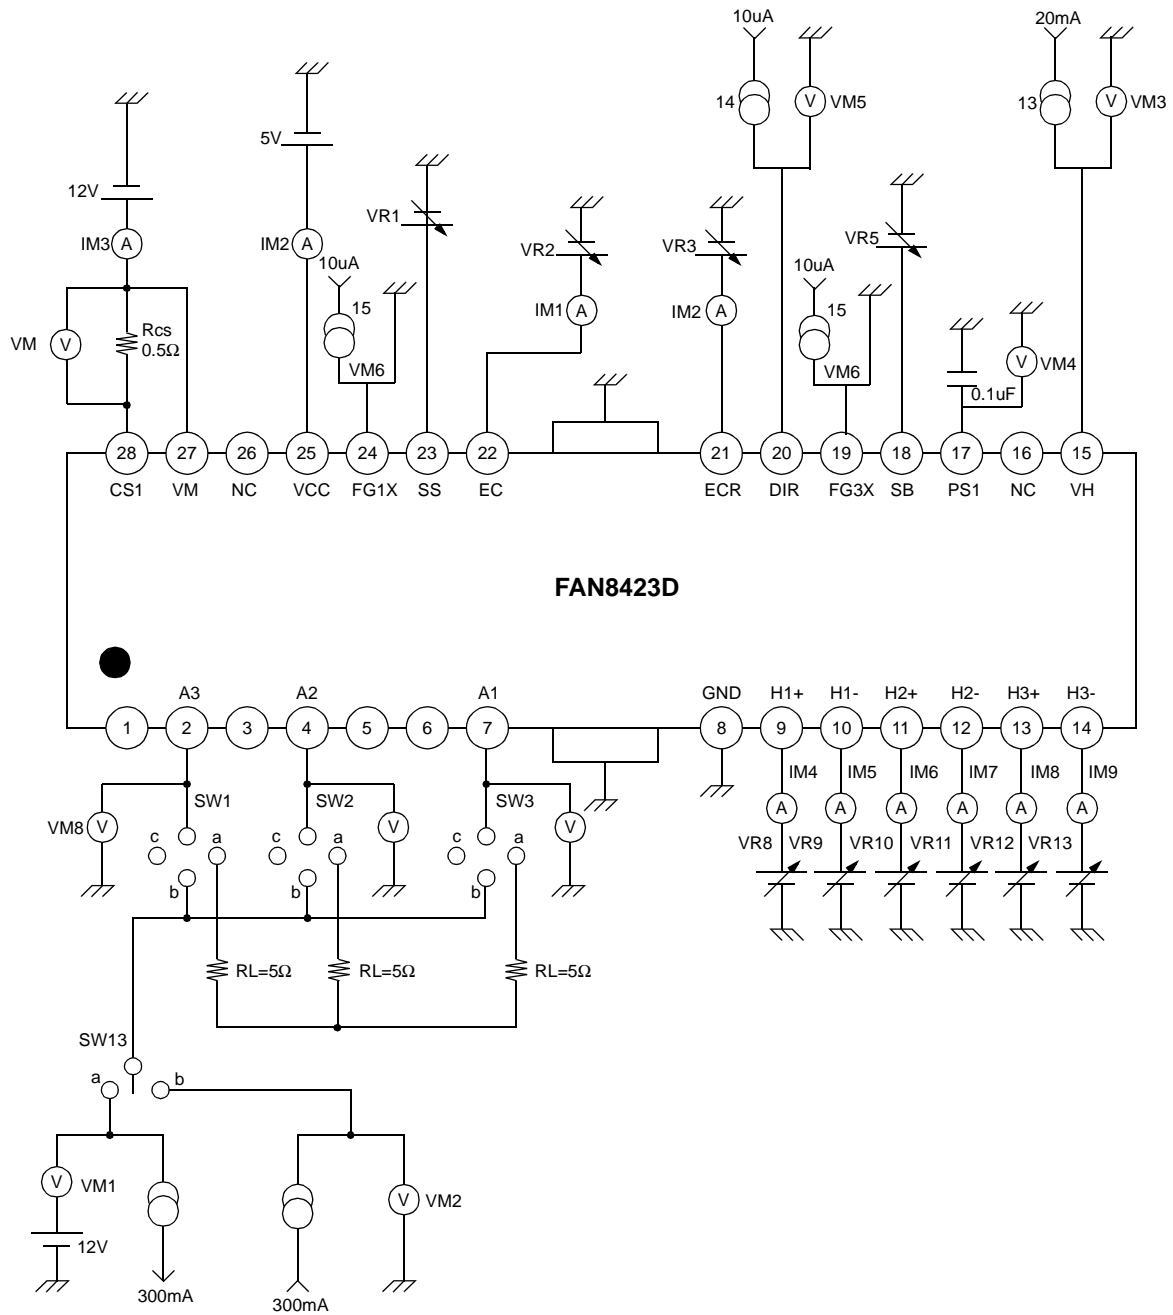 10uA
20mA
14
V
VM5
13
V
VM3
5V
12V
IM3
A
IM2
A
VR1
VR2
VR3
VR5
10uA
15
VM6
10uA
15
VM6
IM1
A
IM2
A
VM
V
Rcs
0.5Ω
V
VM4
0.1uF
28
27
26
25
24
23
22
21
20
19
18
17
16
15
CS1
VM
NC
VCC
FG1X
SS
EC
ECR
DIR
FG3X
SB
PS1
NC
VH
FAN8423D
A3
A2
A1
GND
H1+
H1-
H2+
H2-
H3+
H3-
1
2
3
4
5
6
7
8
9
10
11
12
13
14
IM4
IM5
IM6
IM7
IM8
IM9
A
A
A
A
A
A
VR8
VR9
VR10
VR11
VR12
VR13
VM8
V
SW1
SW2
V
SW3
V
c
a
b
c
a
b
c
a
b
RL=5Ω
RL=5Ω
RL=5Ω
SW13
a
b
V
VM1
V
VM2
12V
300mA
300mA